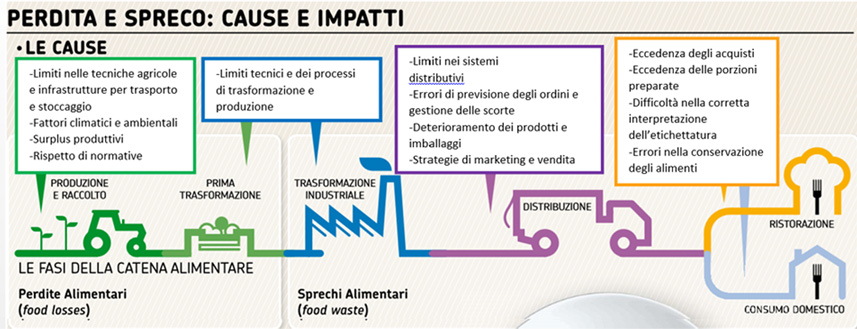 PERDITA E SPRECO: CAUSE E IMPATTI
• LE CAUSE
-Limiti nelle tecniche agricole
e infrastrutture per trasporto
e stoccaggio
-Fattori climatici e ambientali
-Surplus produttivi
-Rispetto di normative
-Limiti tecnici e dei processi
di trasformazione e
produzione
-Limiti nei sistemi
distributivi
-Errori di previsione degli ordini e
gestione delle scorte
-Deterioramento dei prodotti e
imballaggi
-Strategie di marketing e vendita
-Eccedenza degli acquisti
-Eccedenza delle porzioni
preparate
-Difficoltà nella corretta
interpretazione
dell'etichettatura
-Errori nella conservazione
degli alimenti
PRODUZIONE
E RACCOLTO
PRIMA
TRASFORMAZIONE
TRASFORMAZIONE
INDUSTRIALE
DISTRIBUZIONE
RISTORAZIONE
CONSUMO DOMESTICO
LE FASI DELLA CATENA ALIMENTARE
Perdite Alimentari
(food losses)
Sprechi Alimentari
(food waste)